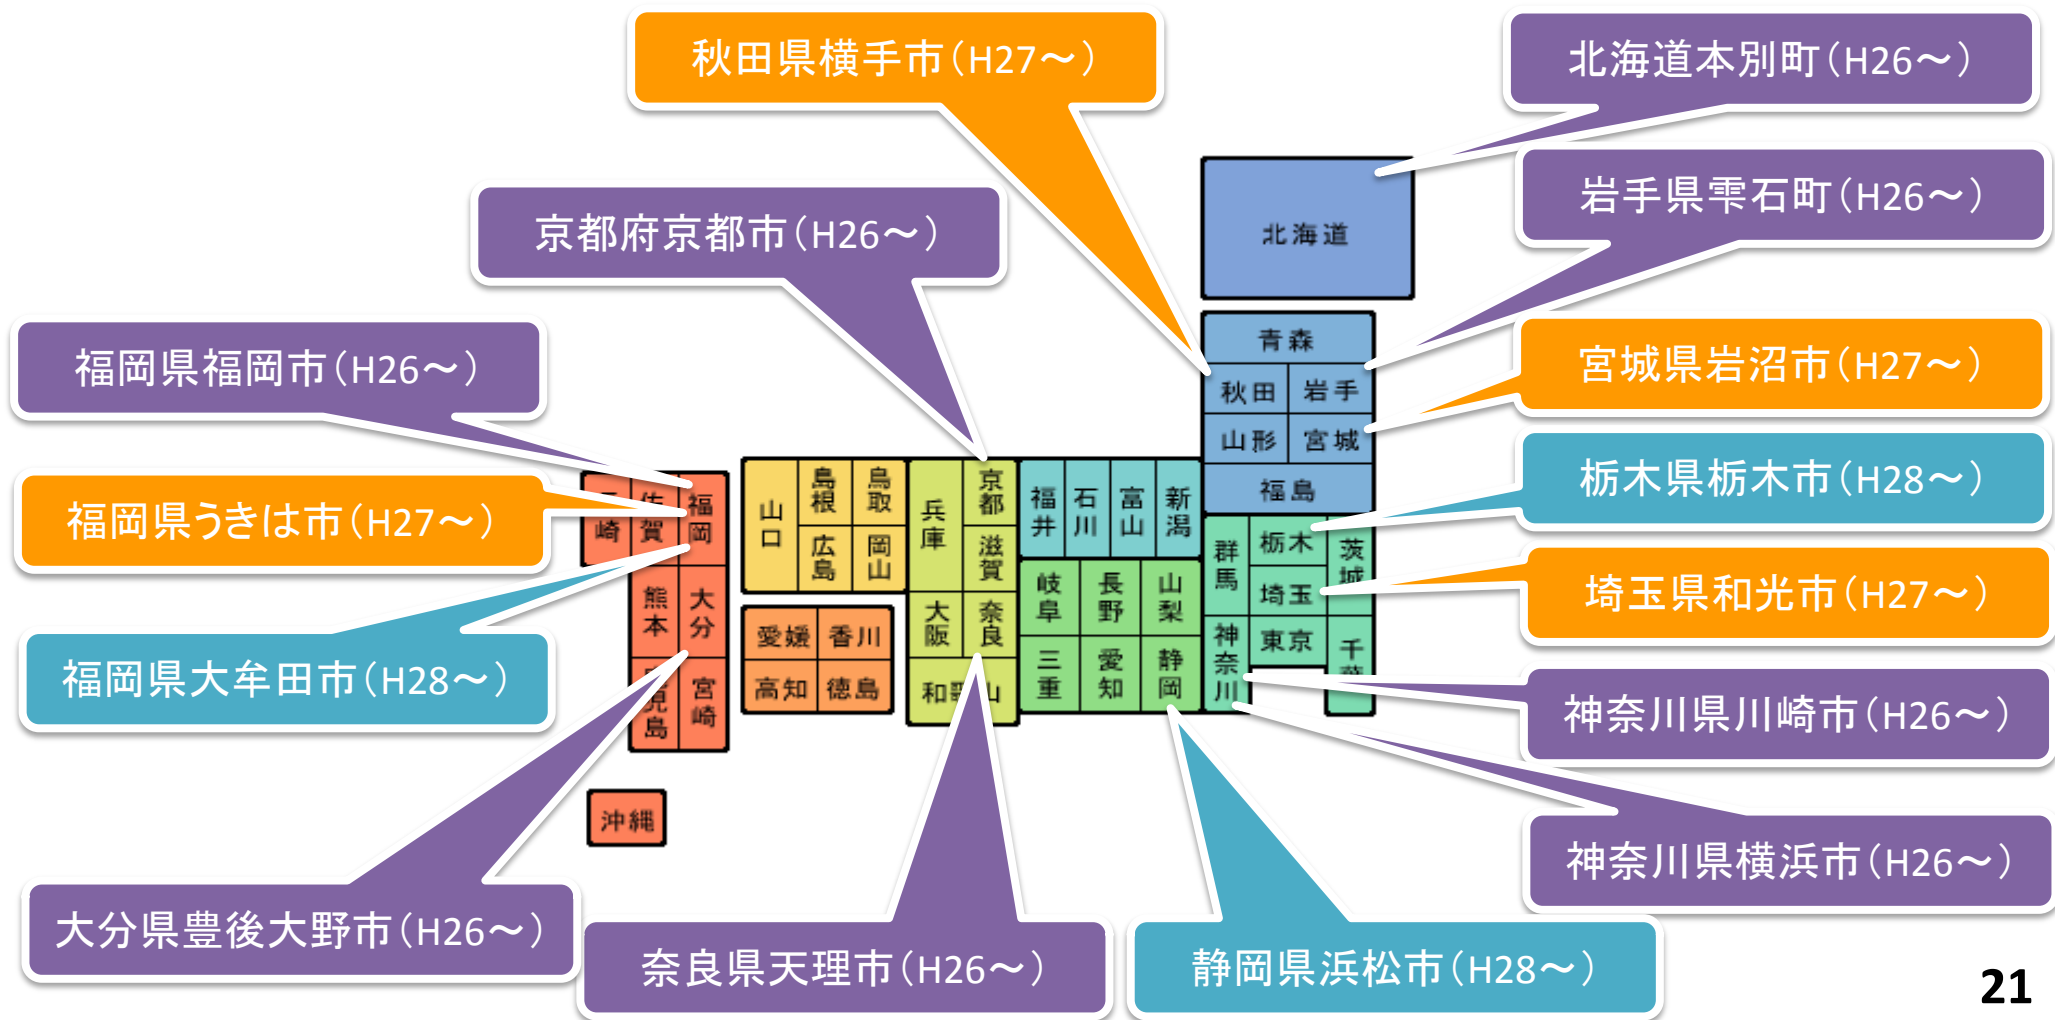 秋田県横手市（H27～）
北海道本別町（H26～）
岩手県雫石町（H26～）
京都府京都市（H26～）
福岡県福岡市（H26～）
宮城県岩沼市（H27～）
栃木県栃木市（H28～）
福岡県うきは市（H27～）
埼玉県和光市（H27～）
福岡県大牟田市（H28～）
神奈川県川崎市（H26～）
神奈川県横浜市（H26～）
大分県豊後大野市（H26～）
奈良県天理市（H26～）
静岡県浜松市（H28～）
北海道
青森
秋田
岩手
山形
宮城
福島
群馬
栃木
茨城
埼玉
神奈川
東京
千葉
福井
石川
富山
新潟
岐阜
長野
山梨
三重
愛知
静岡
兵庫
京都
滋賀
大阪
奈良
和歌山
山口
島根
鳥取
広島
岡山
愛媛
香川
高知
徳島
崎
佐賀
福岡
熊本
大分
児島
宮崎
沖縄
21